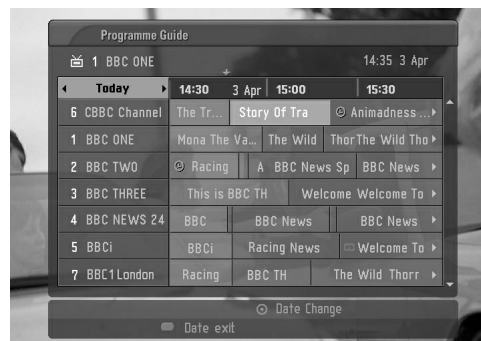 Programme Guide
1 BBC ONE 14:35 3 Apr
Today 14:30 3 Apr 15:00 15:30
6 CBBC Channel The Tr... Story Of Tra Animadness ...
1 BBC ONE Mona The Va... The Wild Thor The Wild Tho
2 BBC TWO Racing A BBC News Sp BBC News
3 BBC THREE This is BBC TH Welcome Welcome To
4 BBC NEWS 24 BBC BBC News BBC News
5 BBCi BBCi Racing News Welcome To
7 BBC1 London Racing BBC TH The Wild Thorr
Date Change
Date exit